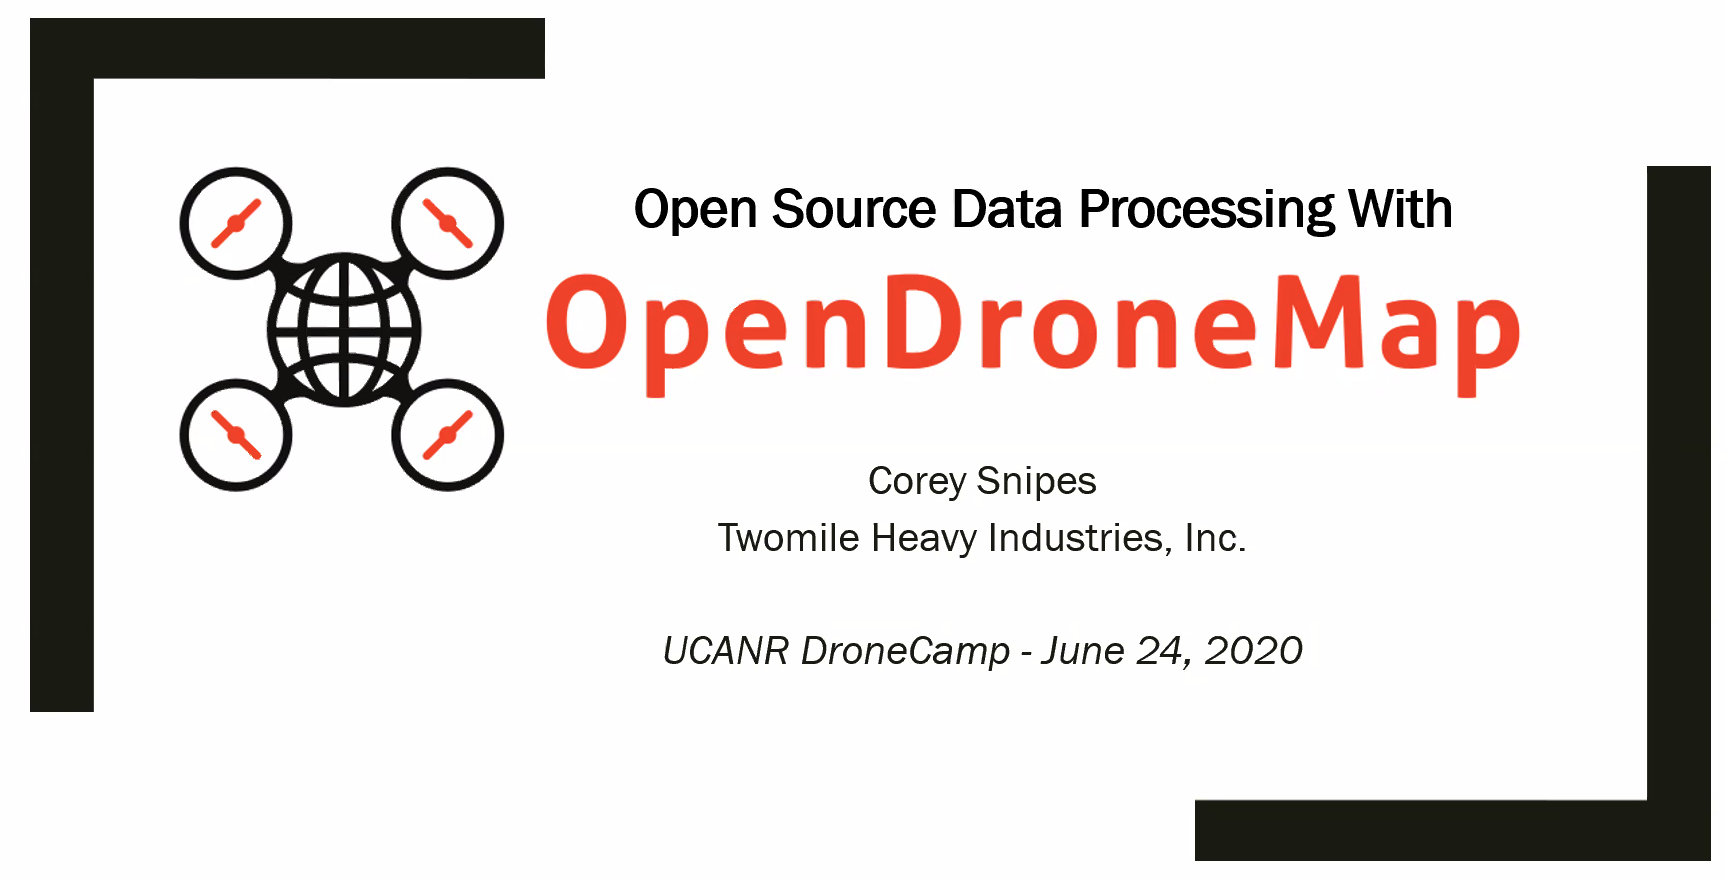 Open Source Data Processing With
OpenDroneMap
Corey Snipes
Twomile Heavy Industries, Inc.
UCANR DroneCamp - June 24, 2020